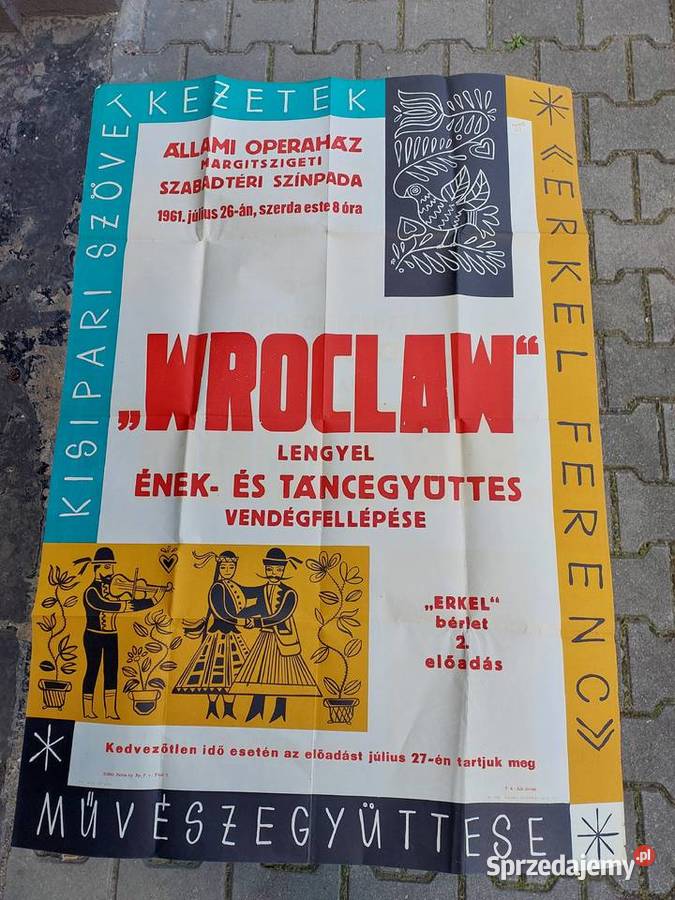 KISIPARI SZÖVETKEZETEK
«ERKEL FERENC»
MŰVÉSZEGYÜTTESE
ÁLLAMI OPERAHÁZ
MARGITSZIGETI
SZABADTÉRI SZÍNPADA
1961. július 26-án, szerda este 8 óra
„WROCLAW“
LENGYEL
ÉNEK- ÉS TÁNCEGYÜTTES
VENDÉGFELLÉPÉSE
„ERKEL“
bérlet
2.
előadás
Kedvezőtlen idő esetén az előadást július 27-én tartjuk meg
Sprzedajemy.pl